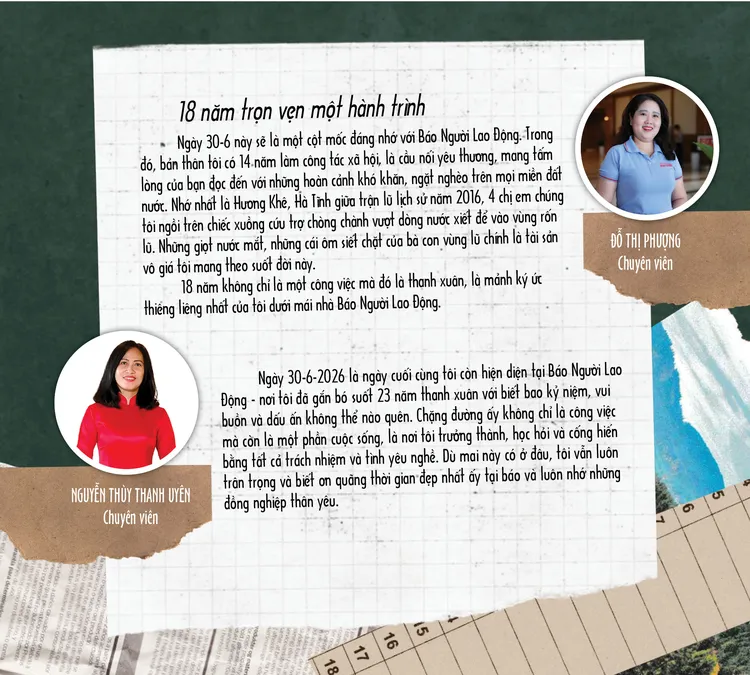 18 năm trọn vẹn một hành trình
Ngày 30-6 này sẽ là một cột mốc đáng nhớ với Báo Người Lao Động. Trong
đó, bản thân tôi có 14 năm làm công tác xã hội, là cầu nối yêu thương, mang tấm
lòng của bạn đọc đến với những hoàn cảnh khó khăn, ngặt nghèo trên mọi miền đất
nước. Nhớ nhất là Hương Khê, Hà Tĩnh giữa trận lũ lịch sử năm 2016, 4 chị em chúng
tôi ngồi trên chiếc xuồng cứu trợ chòng chành vượt dòng nước xiết để vào vùng rốn
lũ. Những giọt nước mắt, những cái ôm siết chặt của bà con vùng lũ chính là tài sản
vô giá tôi mang theo suốt đời này.
18 năm không chỉ là một công việc mà đó là thanh xuân, là mảnh ký ức
thiêng liêng nhất của tôi dưới mái nhà Báo Người Lao Động.
ĐỖ THỊ PHƯỢNG
Chuyên viên
Ngày 30-6-2026 là ngày cuối cùng tôi còn hiện diện tại Báo Người Lao
Động - nơi tôi đã gắn bó suốt 23 năm thanh xuân với biết bao kỷ niệm, vui
buồn và dấu ấn không thể nào quên. Chặng đường ấy không chỉ là công việc
mà còn là một phần cuộc sống, là nơi tôi trưởng thành, học hỏi và cống hiến
bằng tất cả trách nhiệm và tình yêu nghề. Dù mai này có ở đâu, tôi vẫn luôn
trân trọng và biết ơn quãng thời gian đẹp nhất ấy tại báo và luôn nhớ những
đồng nghiệp thân yêu.
NGUYỄN THÙY THANH UYÊN
Chuyên viên
18 17 16 15 4 5 6 7